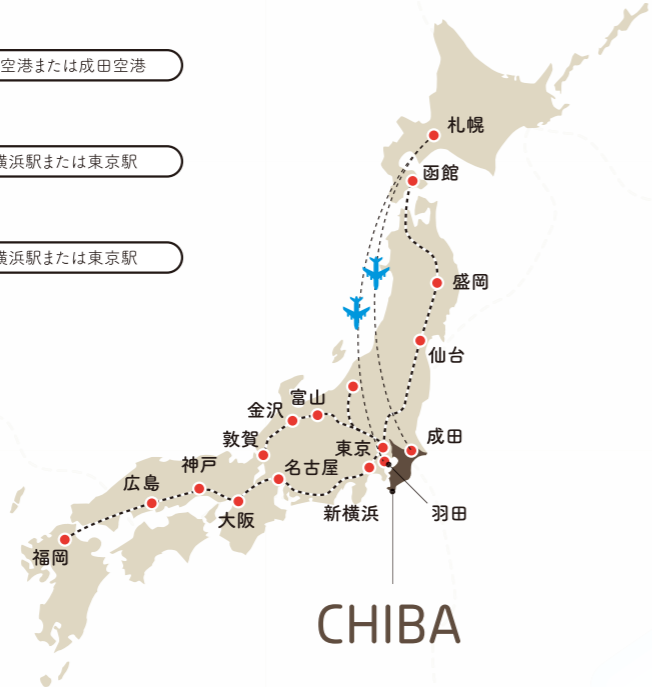 空港または成田空港
横浜駅または東京駅
横浜駅または東京駅
札幌
函館
盛岡
仙台
富山
金沢
敦賀
東京
成田
神戸
名古屋
広島
大阪
新横浜
羽田
福岡
CHIBA